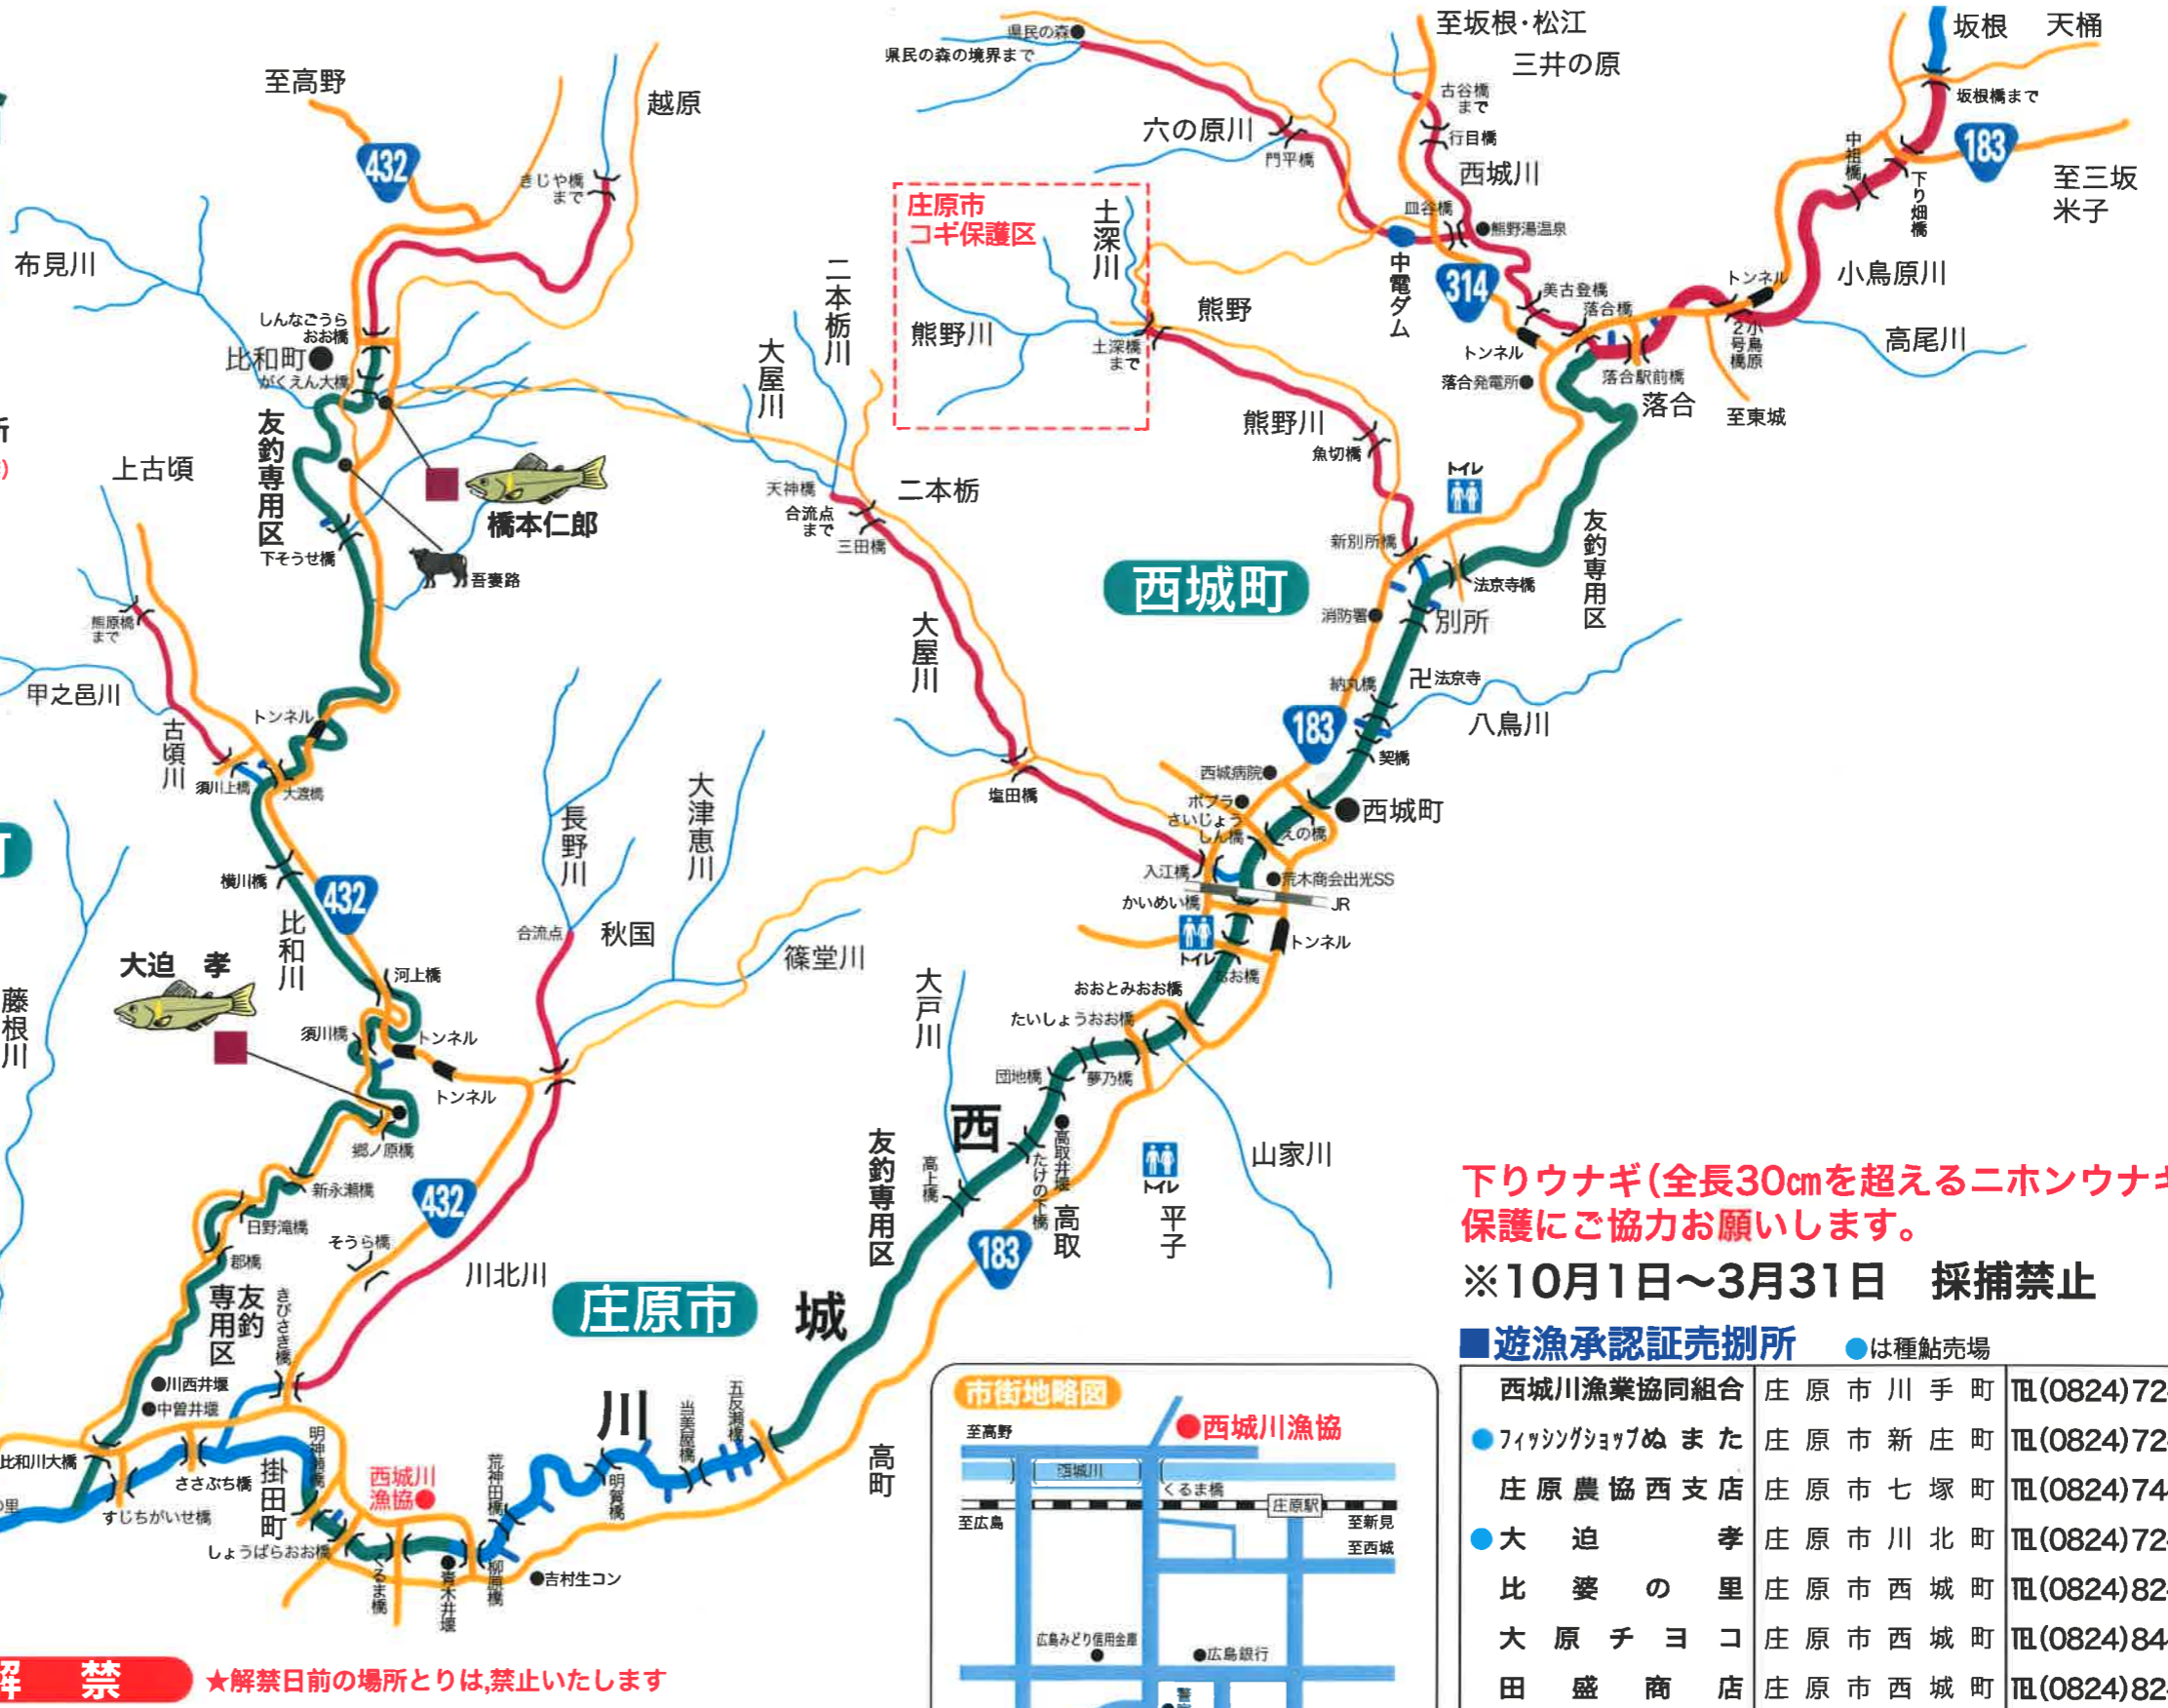 至高野
432
越原
きじや橋
まで
布見川
しんなごうら
おお橋
比和町
がくえん大橋
友釣専用区
橋本仁郎
吾妻路
下そうせ橋
上古頃
熊原橋
まで
甲之邑川
古頃川
トンネル
須川上橋
大渡橋
横川橋
432
比和川
大迫 孝
河上橋
須川橋
トンネル
トンネル
郷ノ原橋
新永瀬橋
日野滝橋
郡橋
友釣
専用区
きびさき橋
そうら橋
432
川北川
藤根川
川西井堰
中曽井堰
比和川大橋
ささぶち橋
すじちがいせ橋
掛田町
明神瀬橋
西城川
漁協
しょうばらおお橋
くるま橋
青木井堰
柳原橋
荒神田橋
吉村生コン
明賀橋
当美屋橋
五反瀬橋
高町
西城川
庄原市
長野川
大津恵川
合流点
秋国
篠堂川
大戸川
友釣専用区
高上橋
たけの下橋
高取井堰
高取
183
団地橋
夢乃橋
たいしょうおお橋
おおとみおお橋
トイレ
平子
山家川
県民の森
県民の森の境界まで
六の原川
門平橋
庄原市
コギ保護区
土深川
熊野川
土深橋
まで
熊野
熊野川
魚切橋
新別所橋
二本栃川
大屋川
天神橋
合流点
まで
二本栃
三田橋
大屋川
塩田橋
西城町
至坂根・松江
三井の原
古谷橋
まで
行目橋
西城川
皿谷橋
熊野湯温泉
中電ダム
314
美古登橋
落合橋
トンネル
落合発電所
落合駅前橋
落合
至東城
小鳥原
2号橋
トンネル
小鳥原川
高尾川
中祖橋
下り畑橋
坂根
天桶
坂根橋まで
183
至三坂
米子
トイレ
友釣専用区
法京寺橋
消防署
別所
卍法京寺
納丸橋
八鳥川
契橋
183
西城病院
ポプラ
さいじょう
しん橋
えの橋
西城町
入江橋
荒木商会出光SS
かいめい橋
JR
トイレ
トンネル
おお橋
下りウナギ(全長30㎝を超えるニホンウナギ
保護にご協力お願いします。
※10月1日～3月31日 採捕禁止
■遊漁承認証売捌所 ●は種鮎売場
西城川漁業協同組合 庄原市川手町 ℡(0824)72-
●フィッシングショップぬまた 庄原市新庄町 ℡(0824)72-
庄原農協西支店 庄原市七塚町 ℡(0824)74-
●大迫孝 庄原市川北町 ℡(0824)72-
比婆の里 庄原市西城町 ℡(0824)82-
大原チヨコ 庄原市西城町 ℡(0824)84-
田盛商店 庄原市西城町 ℡(0824)82-
市街地略図
至高野
西城川漁協
西城川
くるま橋
庄原駅
至広島
至新見
至西城
広島みどり信用金庫
広島銀行
解禁
★解禁日前の場所とりは,禁止いたします